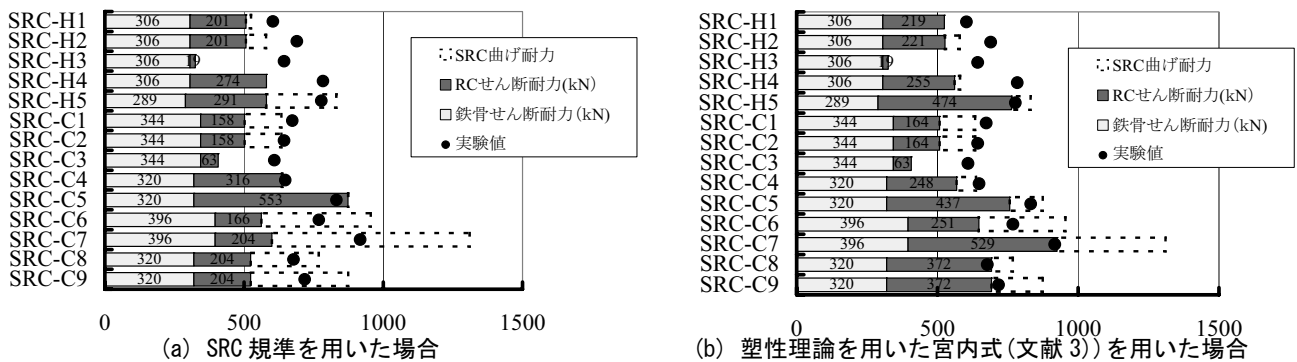 SRC-H1 306 201
SRC-H2 306 201
SRC-H3 306 19
SRC-H4 306 274
SRC-H5 289 291
SRC-C1 344 158
SRC-C2 344 158
SRC-C3 344 63
SRC-C4 320 316
SRC-C5 320 553
SRC-C6 396 166
SRC-C7 396 204
SRC-C8 320 204
SRC-C9 320 204
SRC曲げ耐力
RCせん断耐力(kN)
鉄骨せん断耐力(kN)
実験値
0 500 1000 1500
(a) SRC 規準を用いた場合
SRC-H1 306 219
SRC-H2 306 221
SRC-H3 306 19
SRC-H4 306 255
SRC-H5 289 474
SRC-C1 344 164
SRC-C2 344 164
SRC-C3 344 63
SRC-C4 320 248
SRC-C5 320 437
SRC-C6 396 251
SRC-C7 396 529
SRC-C8 320 372
SRC-C9 320 372
SRC曲げ耐力
RCせん断耐力(kN)
鉄骨せん断耐力(kN)
実験値
0 500 1000 1500
(b) 塑性理論を用いた宮内式(文献 3))を用いた場合